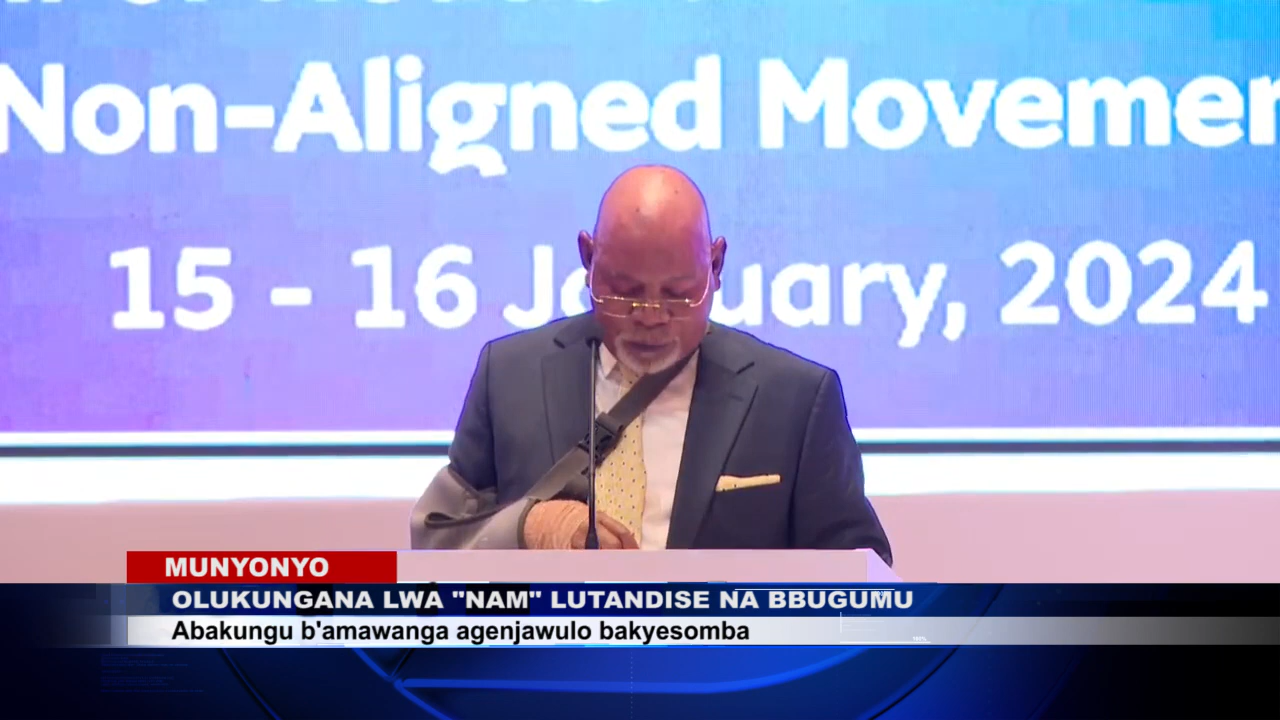 Non-Aligned Movemen
15 - 16 January, 2024
MUNYONYO
OLUKUNGANA LWA "NAM" LUTANDISE NA BBUGUMU
Abakungu b'amawanga agenjawulo bakyesomba